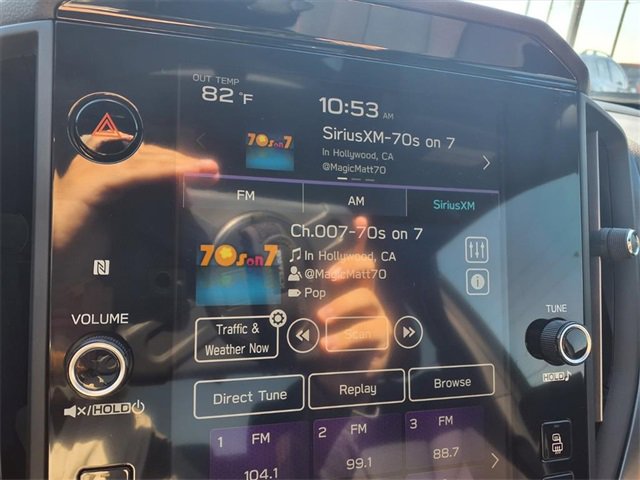 OUT TEMP
82 °F
10:53 AM
70s on 7
SiriusXM-70s on 7
In Hollywood, CA
@MagicMatt70
FM AM SiriusXM
70s on 7
Ch.007-70s on 7
In Hollywood, CA
@MagicMatt70
Pop
N
i
VOLUME
TUNE
Traffic &
Weather Now
Scan
HOLD
/HOLD/
Direct Tune Replay Browse
1 FM 2 FM 3 FM
104.1 99.1 88.7